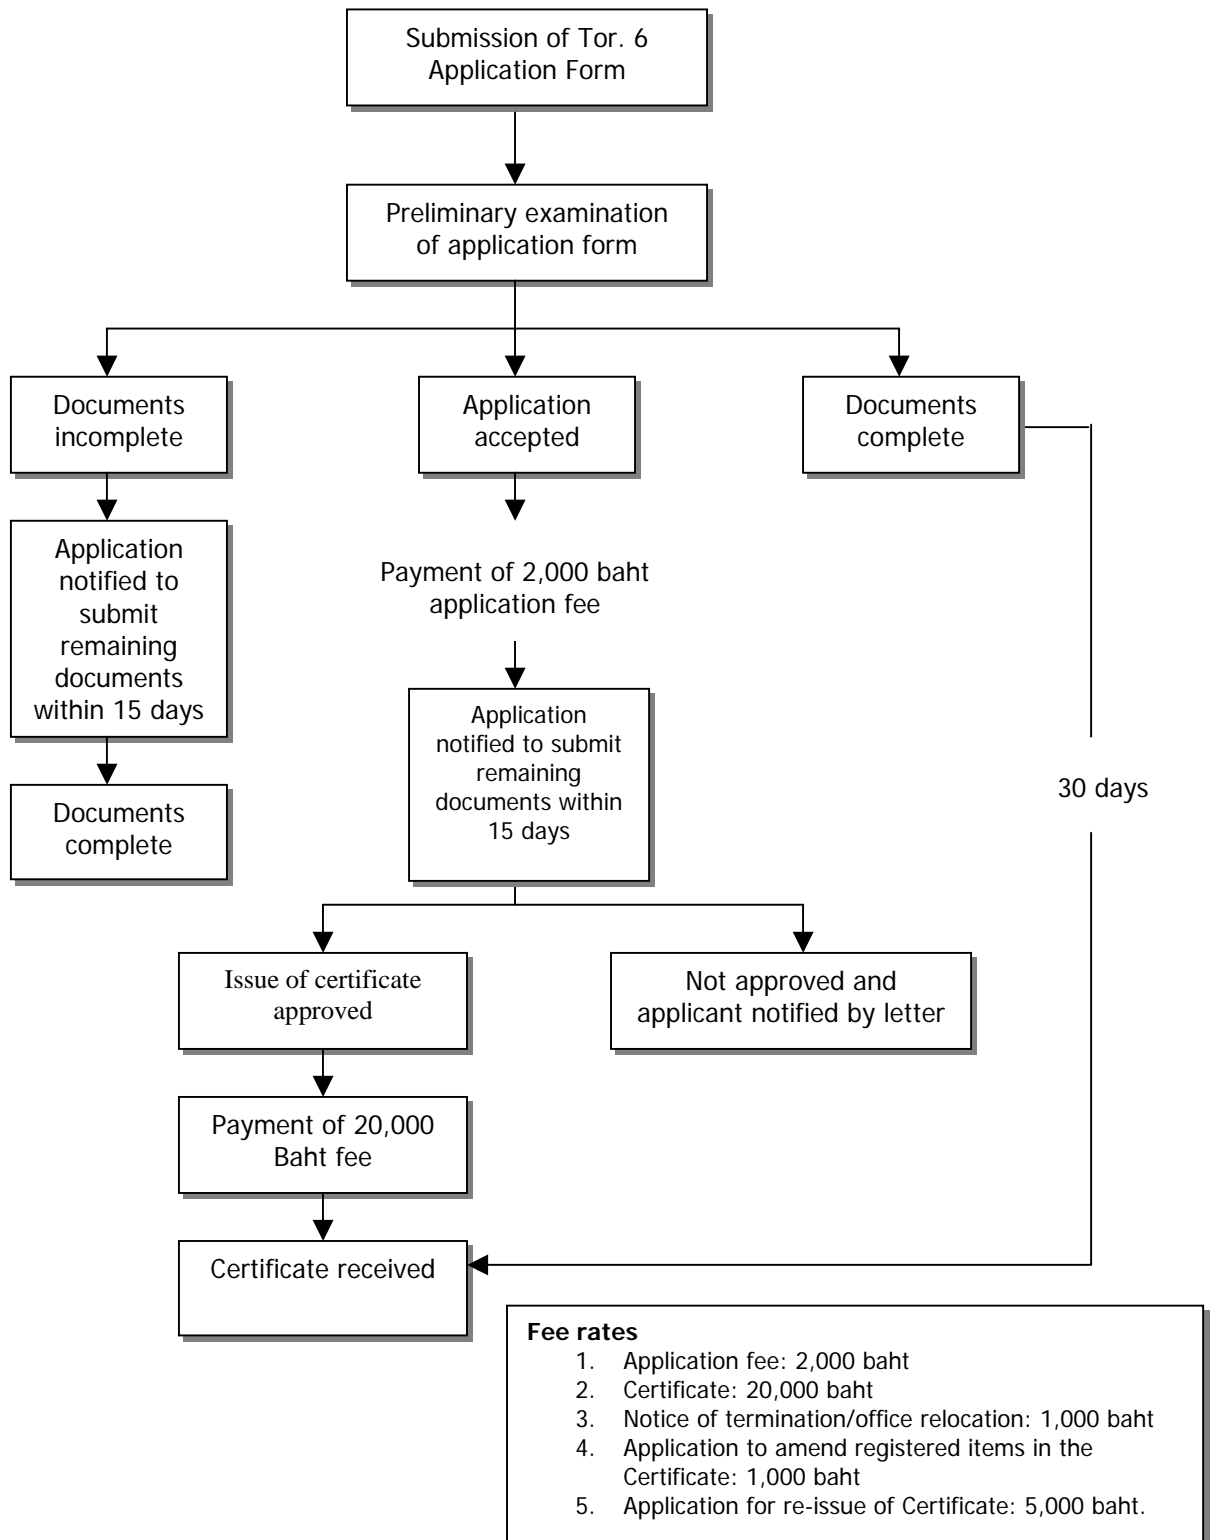 Submission of Tor. 6
Application Form
Preliminary examination
of application form
Documents
incomplete
Application
accepted
Documents
complete
Application
notified to
submit
remaining
documents
within 15 days
Payment of 2,000 baht
application fee
Application
notified to submit
remaining
documents within
15 days
Documents
complete
30 days
Issue of certificate
approved
Not approved and
applicant notified by letter
Payment of 20,000
Baht fee
Certificate received
Fee rates
1. Application fee: 2,000 baht
2. Certificate: 20,000 baht
3. Notice of termination/office relocation: 1,000 baht
4. Application to amend registered items in the
Certificate: 1,000 baht
5. Application for re-issue of Certificate: 5,000 baht.